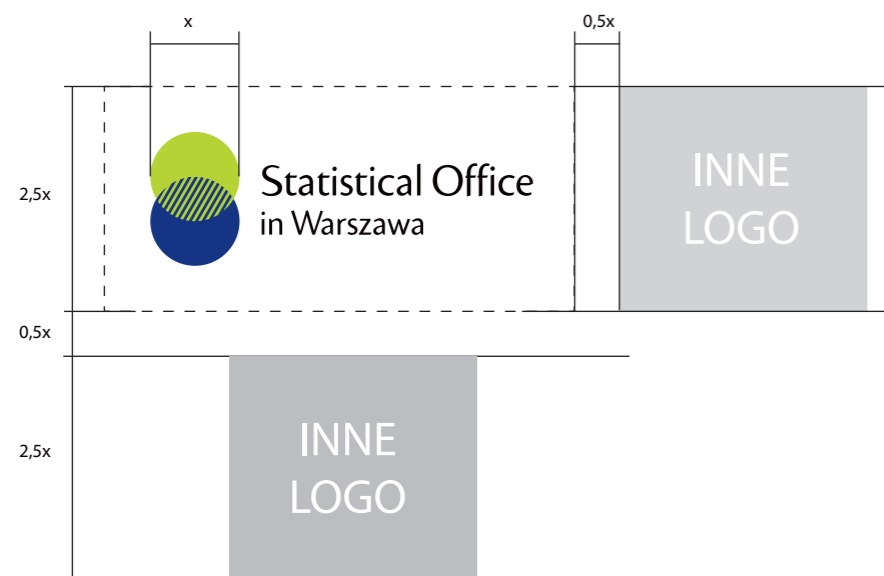 x
0,5x
2,5x
Statistical Office
in Warszawa
INNE
LOGO
0,5x
2,5x
INNE
LOGO